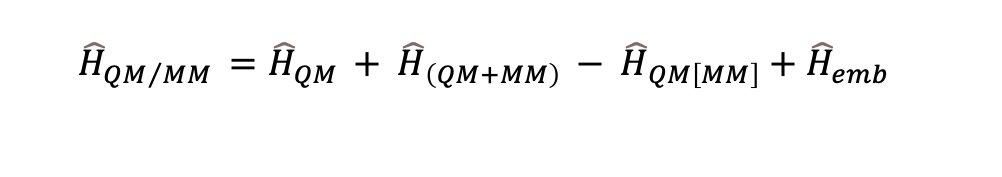 Ĥ_{QM/MM} = Ĥ_{QM} + Ĥ_{(QM+MM)} − Ĥ_{QM[MM]} + Ĥ_{emb}